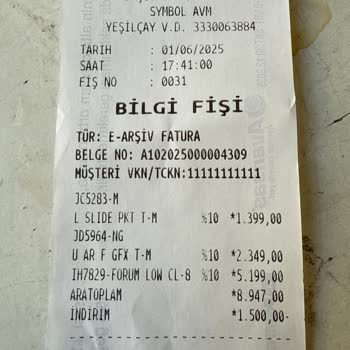 SYMBOL AVM
YEŞİLÇAY V.D. 3330063884
TARİH : 01/06/2025
SAAT : 17:41:00
FİŞ NO : 0031
BİLGİ FİŞİ
TÜR: E-ARŞİV FATURA
BELGE NO: A102025000004309
MÜŞTERİ VKN/TCKN:11111111111
JC5283-M
L SLIDE PKT T-M %10 *1.399,00
JD5964-NG
U AR F GFX T-M %10 *2.349,00
IH7829-FORUM LOW CL-8 %10 *5.199,00
ARATOPLAM *8.947,00
İNDİRİM *1.500,00-